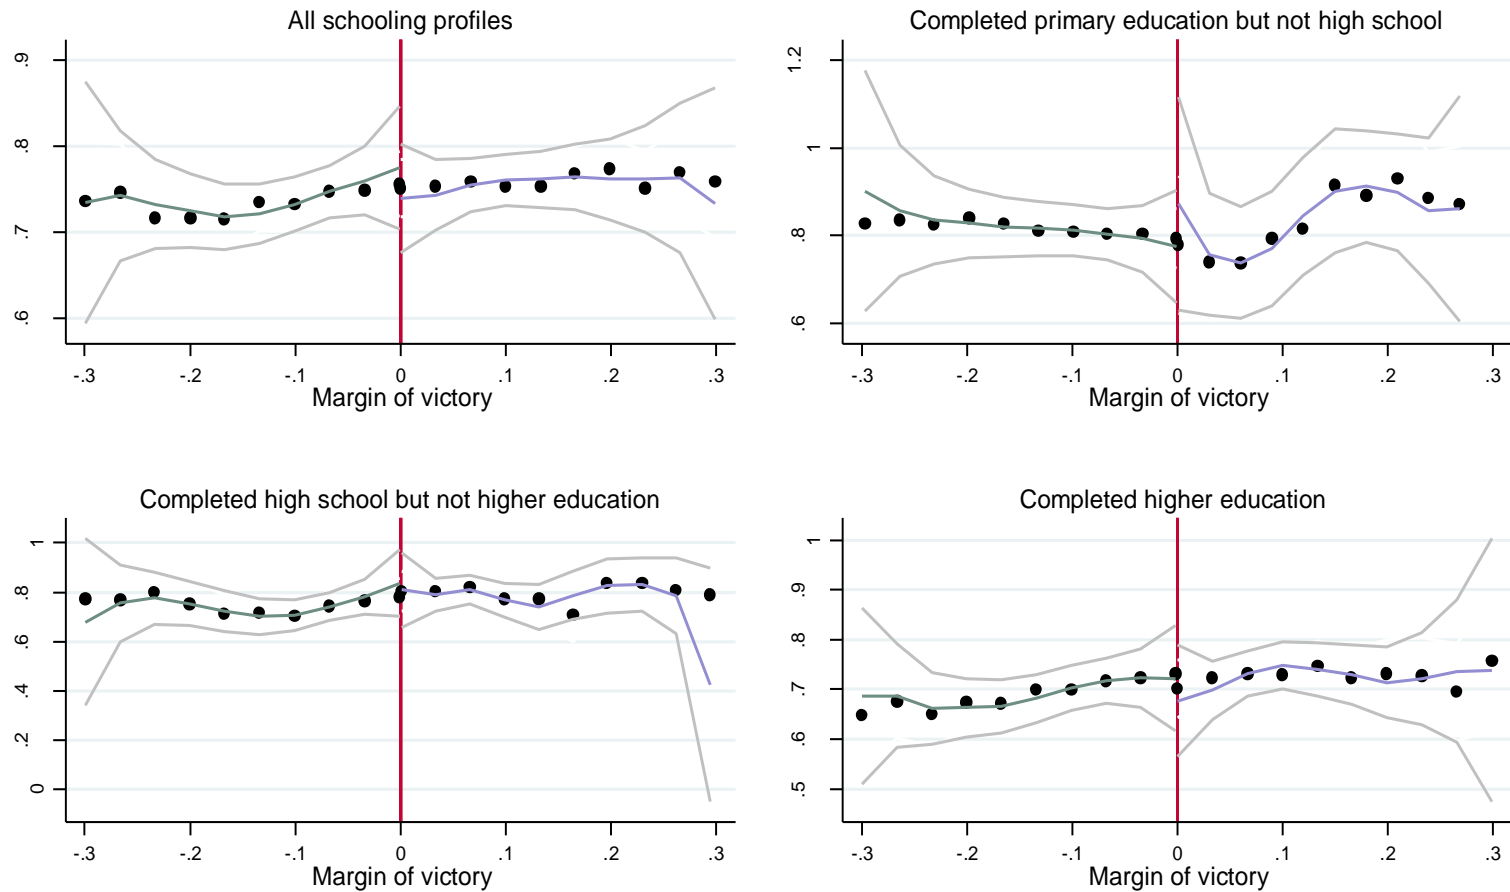 All schooling profiles
.9
.8
.7
.6
-.3 -.2 -.1 0 .1 .2 .3
Margin of victory
Completed primary education but not high school
1.2
1
.8
.6
-.3 -.2 -.1 0 .1 .2 .3
Margin of victory
Completed high school but not higher education
1
.8
.6
.4
.2
0
-.3 -.2 -.1 0 .1 .2 .3
Margin of victory
Completed higher education
1
.9
.8
.7
.6
.5
-.3 -.2 -.1 0 .1 .2 .3
Margin of victory